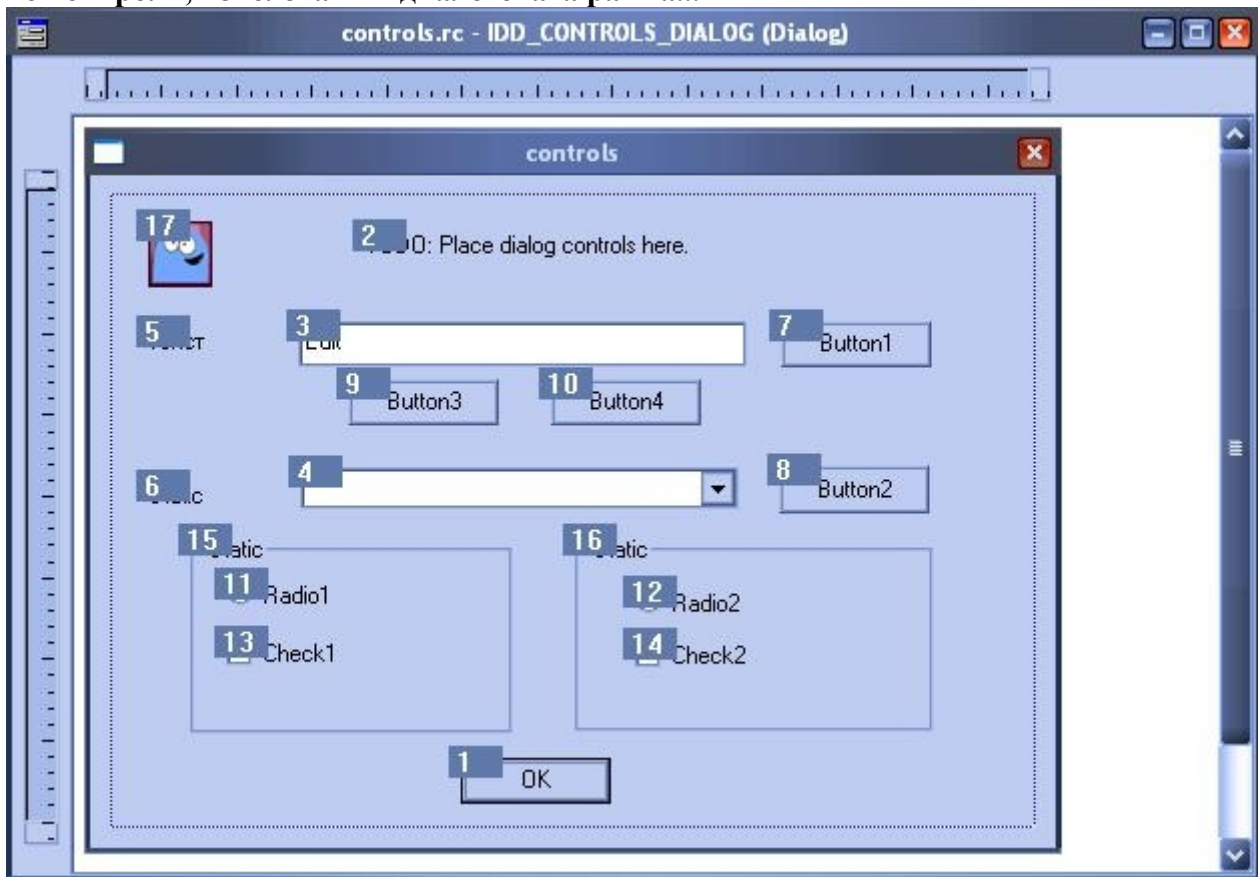 controls.rc - IDD_CONTROLS_DIALOG (Dialog)
controls
17
2 O: Place dialog controls here.
5 3 7 Button1
9 Button3 10 Button4
6 4 8 Button2
15 16
11 Radio1 12 Radio2
13 Check1 14 Check2
1 OK